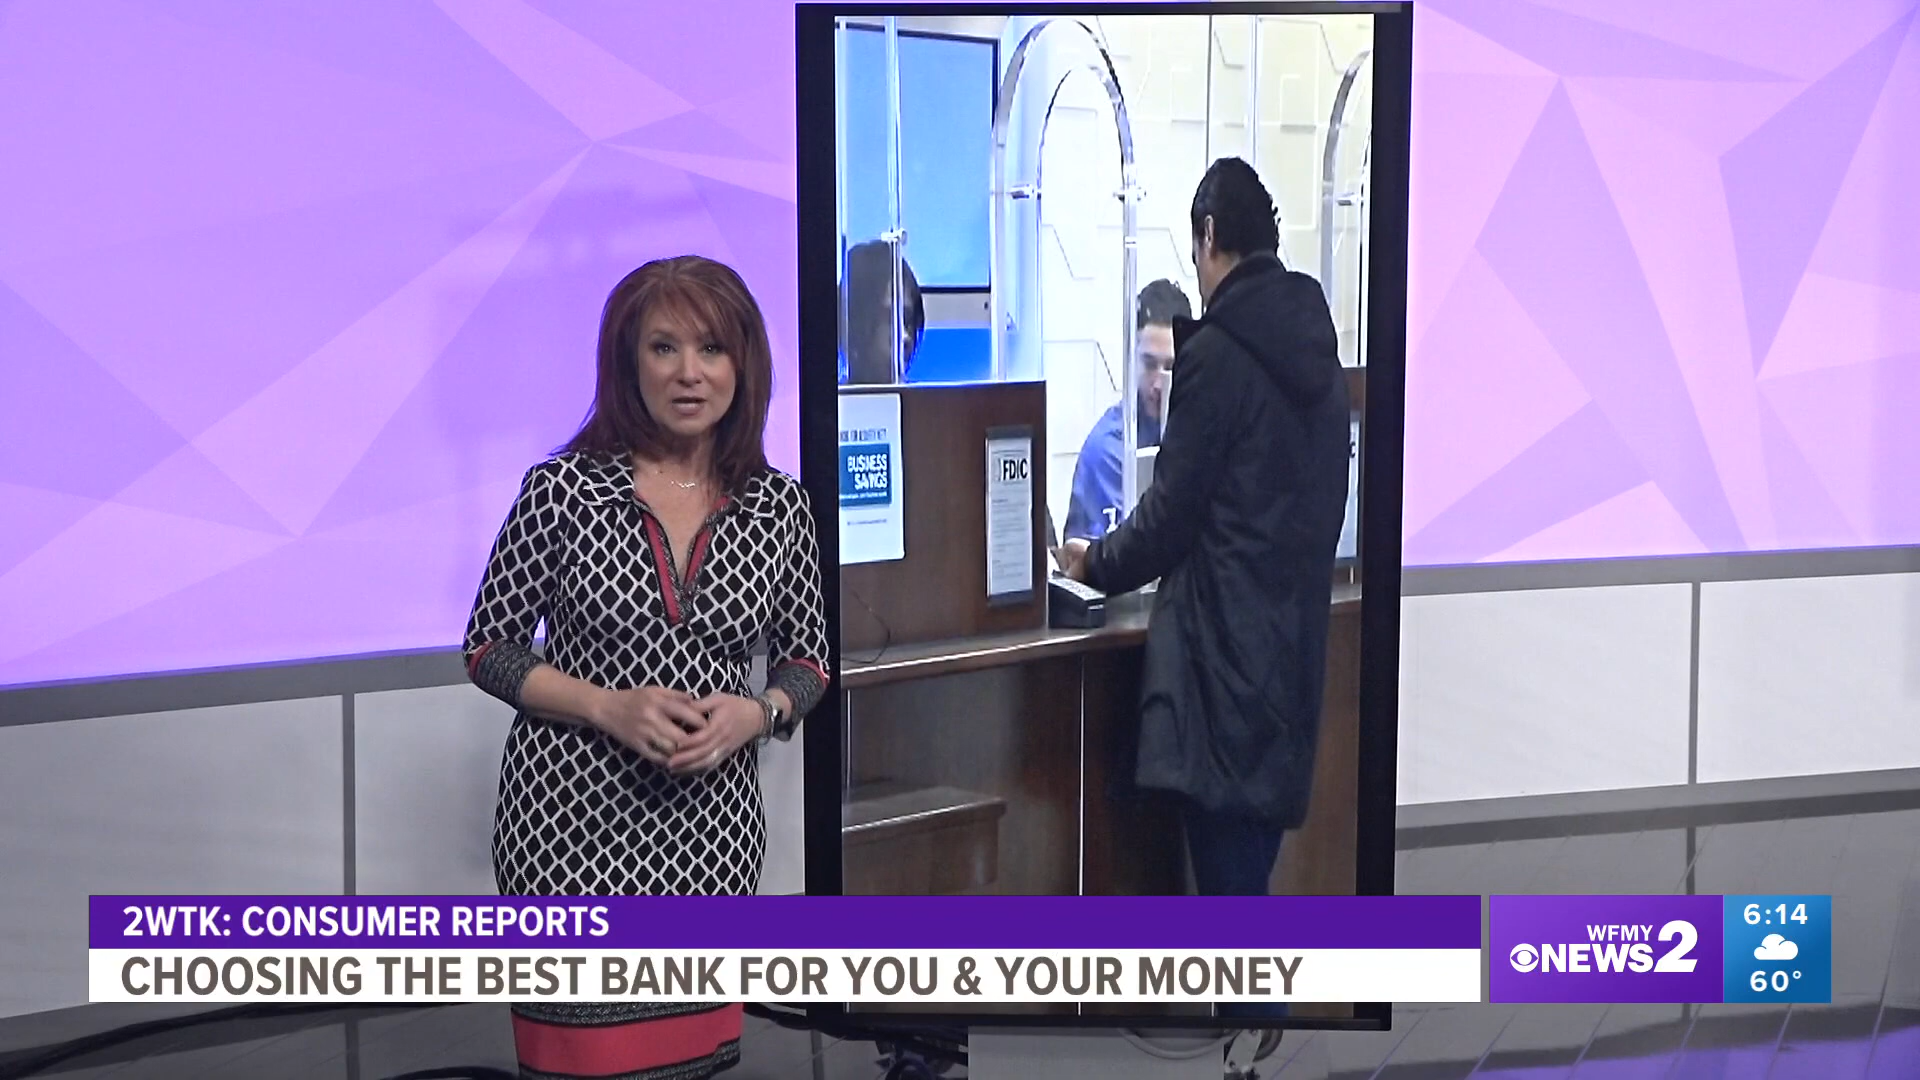 BUSINESS
SAVINGS
FDIC
2WTK: CONSUMER REPORTS
CHOOSING THE BEST BANK FOR YOU & YOUR MONEY
WFMY
NEWS 2
6:14
60°